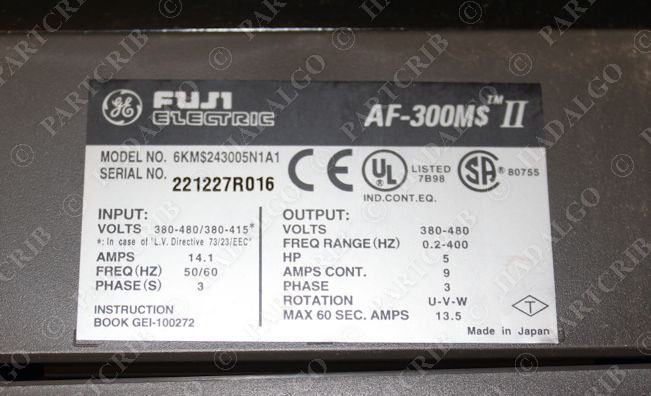 GE FUJI ELECTRIC AF-300M$™ II
MODEL NO. 6KM$243005N1A1
SERIAL NO. 221227R016
CE UL LISTED 7B98 IND.CONT.EQ.
SA 80755
INPUT:
VOLTS 380-480/380-415*
*: In case of 'L.V. Directive 73/23/EEC'
AMPS 14.1
FREQ(HZ) 50/60
PHASE(S) 3
INSTRUCTION
BOOK GEI-100272
OUTPUT:
VOLTS 380-480
FREQ RANGE(HZ) 0.2-400
HP 5
AMPS CONT. 9
PHASE 3
ROTATION U-V-W
MAX 60 SEC. AMPS 13.5
T
Made in Japan
© PARTCRIB © HADALGO